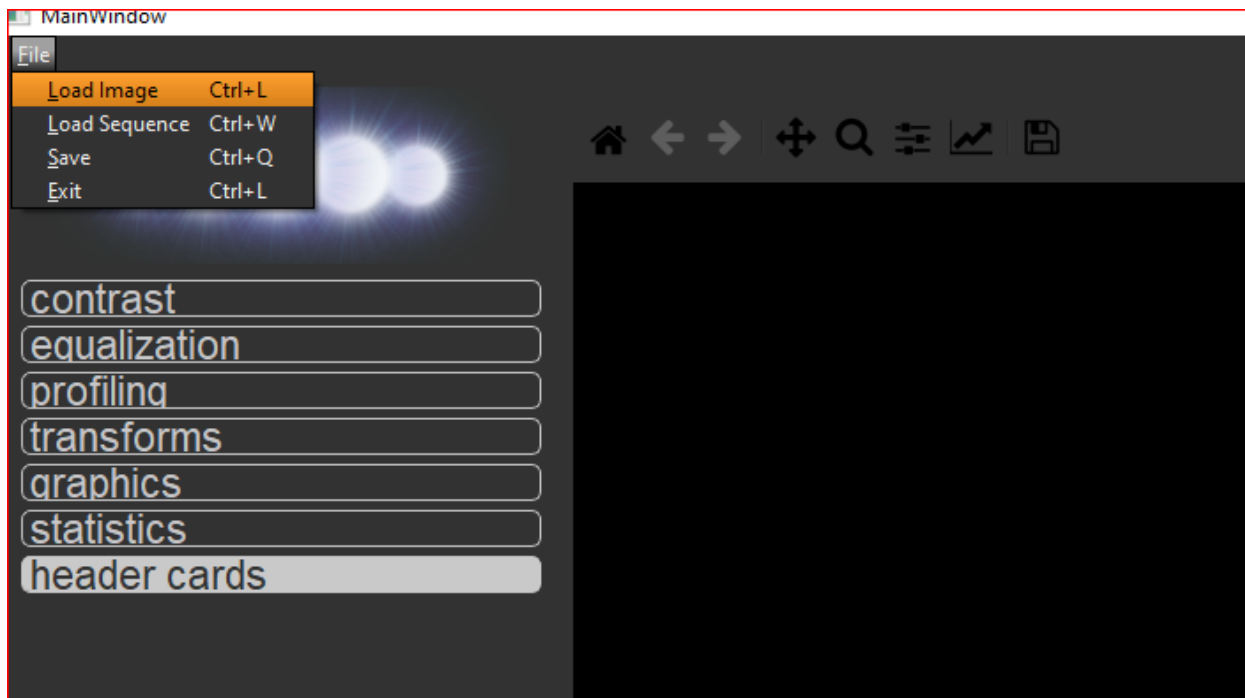 MainWindow
File
Load Image Ctrl+L
Load Sequence Ctrl+W
Save Ctrl+Q
Exit Ctrl+L
contrast
equalization
profiling
transforms
graphics
statistics
header cards